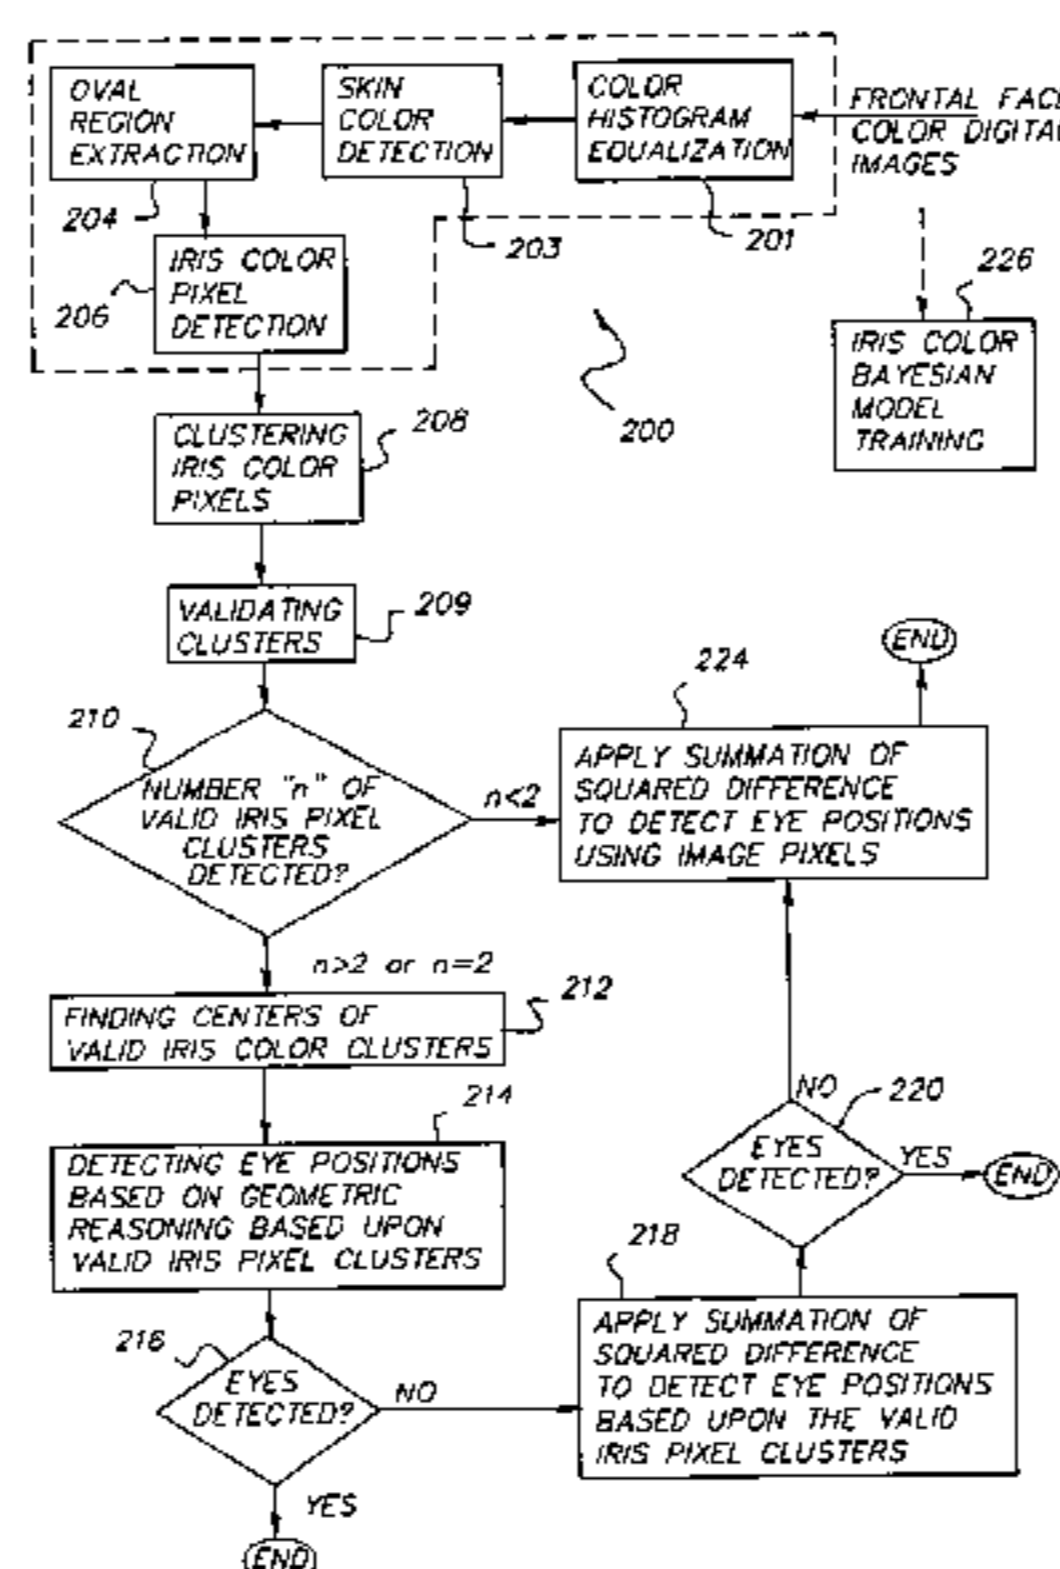 FRONTAL FACE
COLOR DIGITAL
IMAGES
COLOR
HISTOGRAM
EQUALIZATION
201
SKIN
COLOR
DETECTION
203
OVAL
REGION
EXTRACTION
204
IRIS COLOR
PIXEL
DETECTION
206
226
IRIS COLOR
BAYESIAN
MODEL
TRAINING
200
CLUSTERING
IRIS COLOR
PIXELS
208
VALIDATING
CLUSTERS
209
210
NUMBER "n" OF
VALID IRIS PIXEL
CLUSTERS
DETECTED?
n<2
224
APPLY SUMMATION OF
SQUARED DIFFERENCE
TO DETECT EYE POSITIONS
USING IMAGE PIXELS
END
n>2 or n=2
212
FINDING CENTERS OF
VALID IRIS COLOR CLUSTERS
214
DETECTING EYE POSITIONS
BASED ON GEOMETRIC
REASONING BASED UPON
VALID IRIS PIXEL CLUSTERS
216
EYES
DETECTED?
NO
YES
END
218
APPLY SUMMATION OF
SQUARED DIFFERENCE
TO DETECT EYE POSITIONS
BASED UPON THE VALID
IRIS PIXEL CLUSTERS
220
EYES
DETECTED?
NO
YES
END